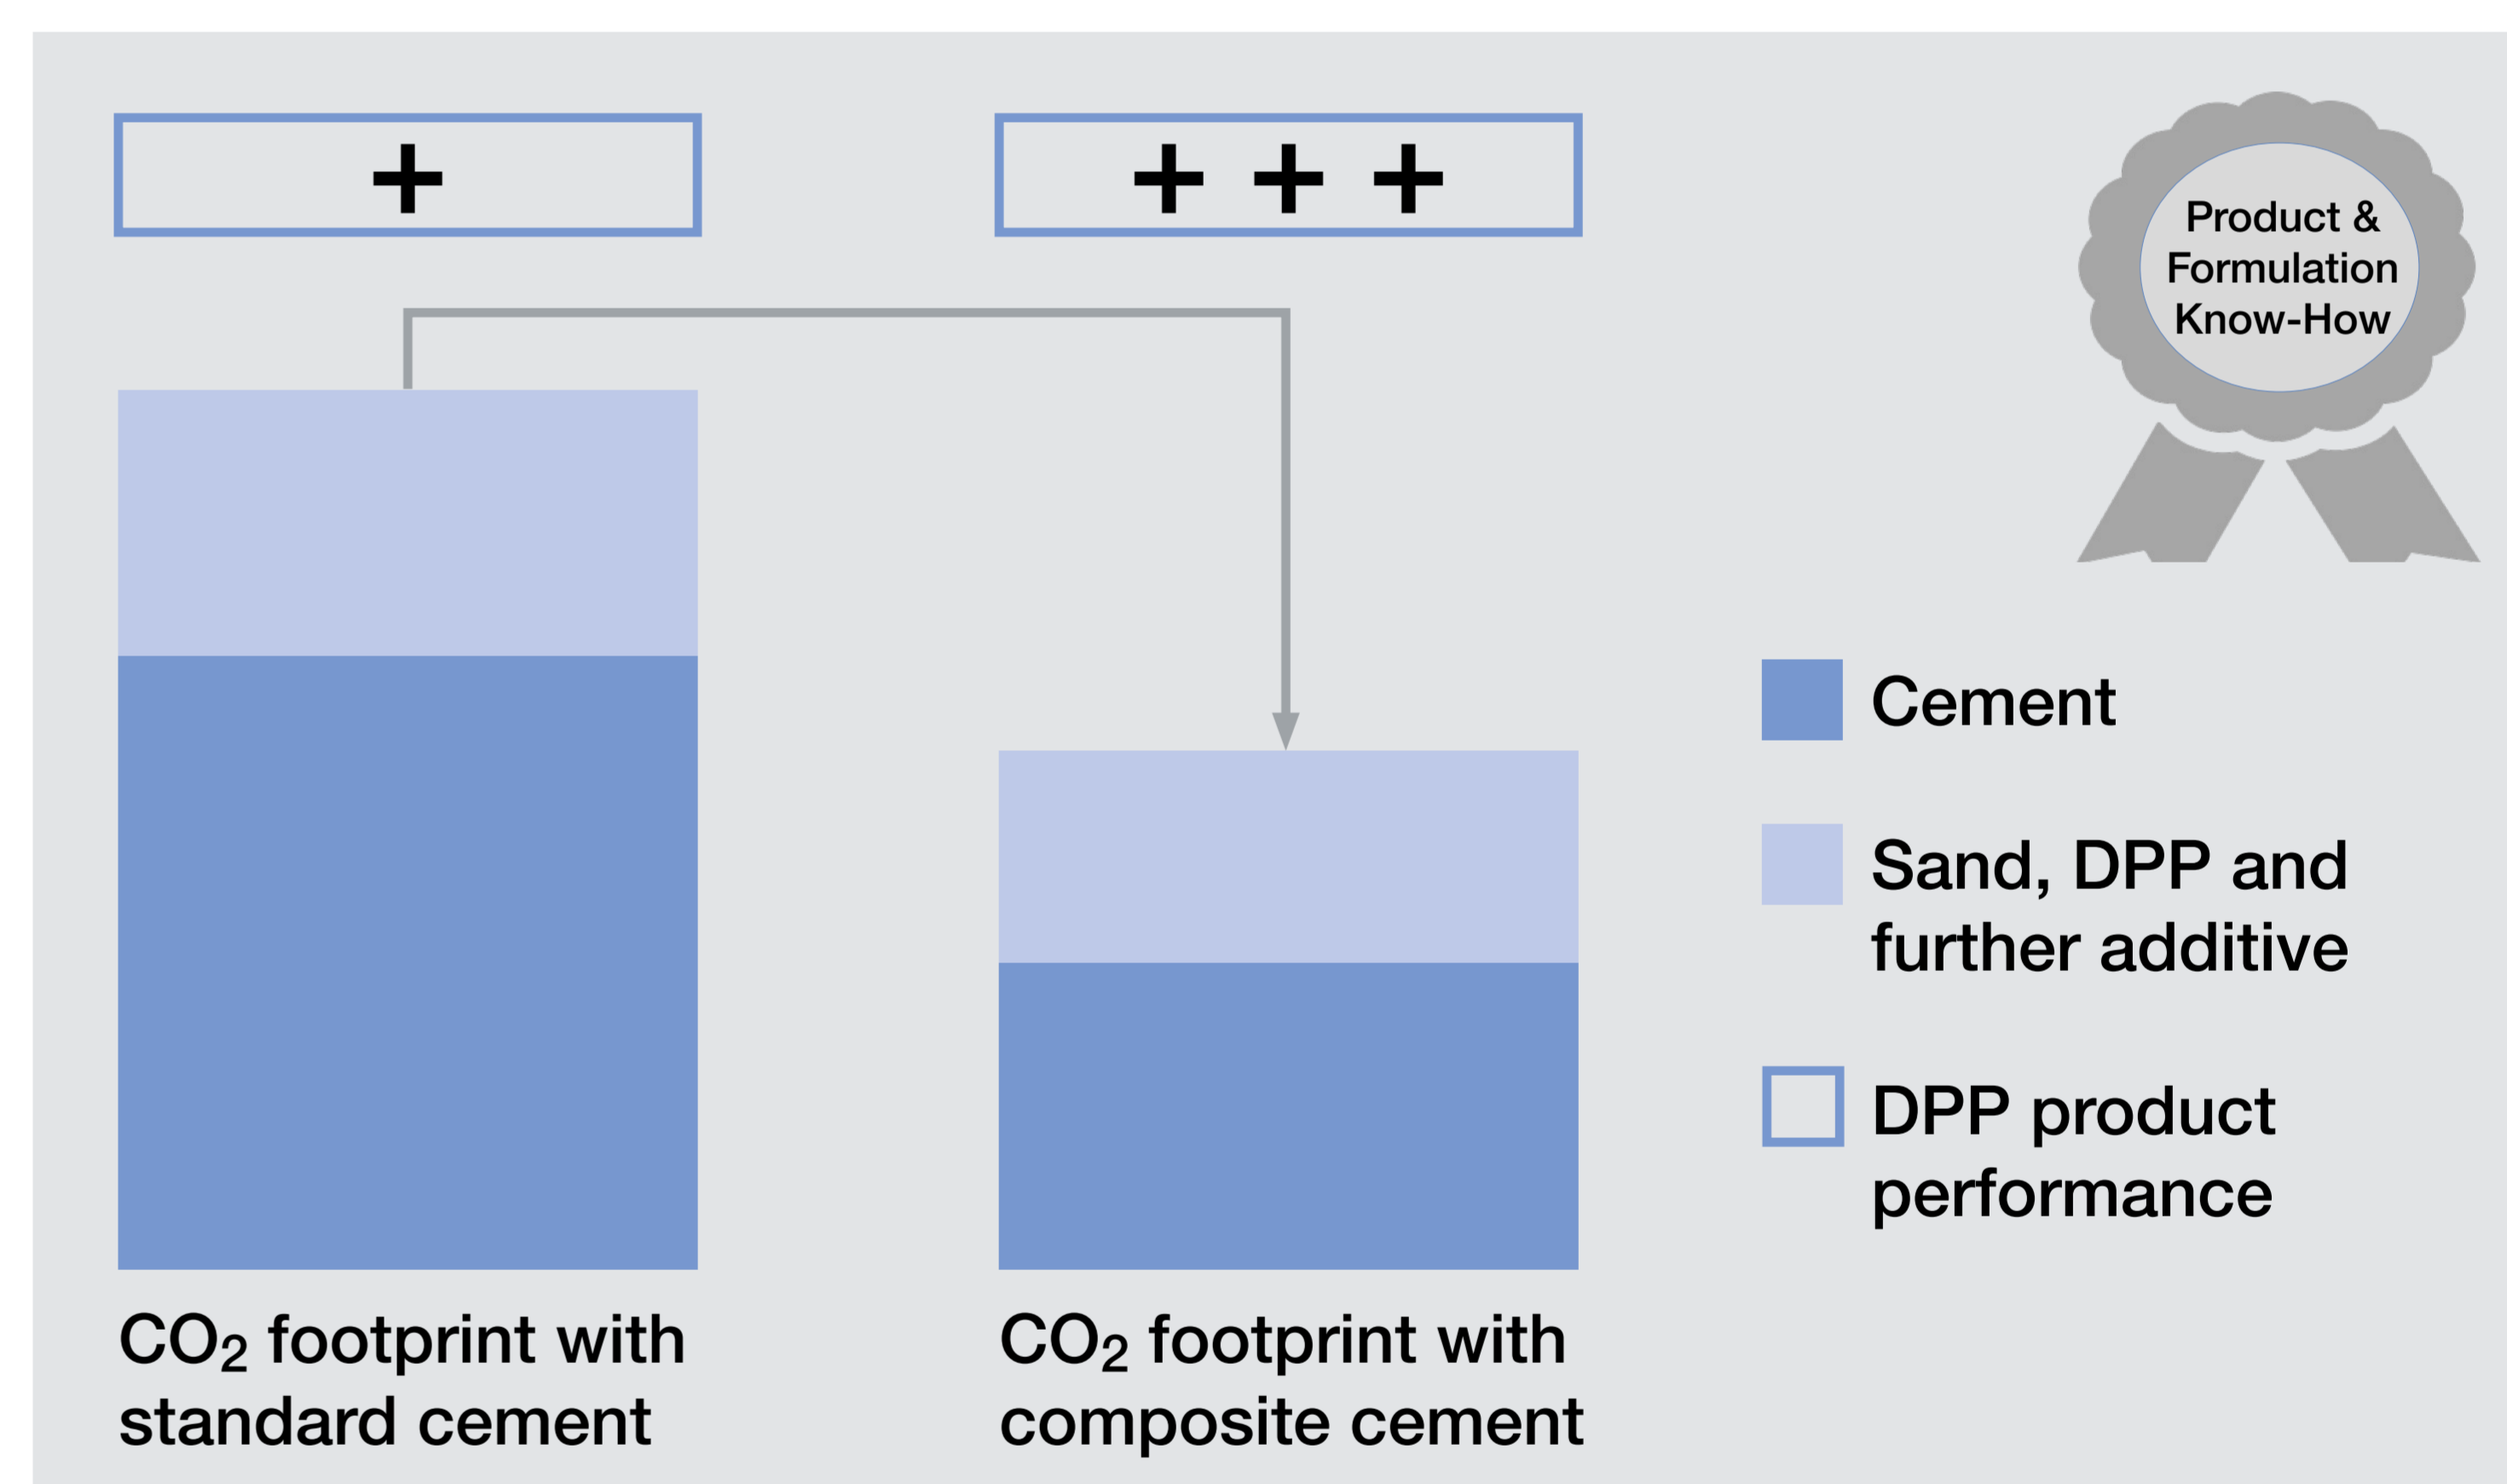 +
+ + +
Product &
Formulation
Know-How
Cement
Sand, DPP and
further additive
DPP product
performance
CO₂ footprint with
standard cement
CO₂ footprint with
composite cement